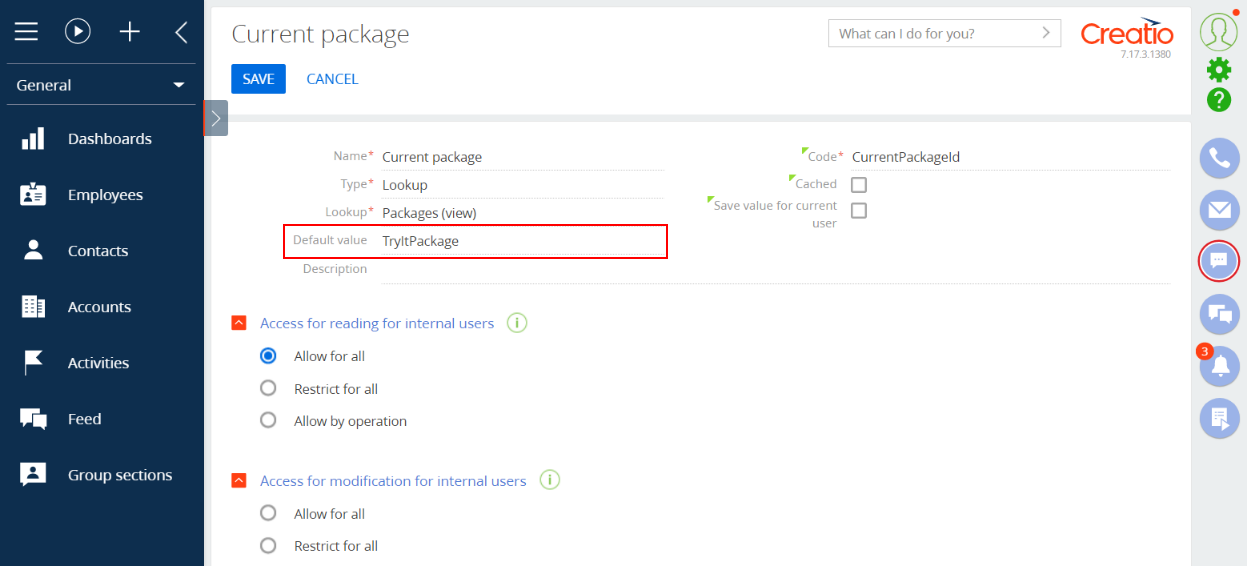 Current package
What can I do for you?
Creatio
7.17.3.1380
SAVE CANCEL
General
Dashboards
Employees
Contacts
Accounts
Activities
Feed
Group sections
Name* Current package
Type* Lookup
Lookup* Packages (view)
Default value TryItPackage
Description
Code* CurrentPackageId
Cached
Save value for current
user
Access for reading for internal users i
Allow for all
Restrict for all
Allow by operation
Access for modification for internal users i
Allow for all
Restrict for all
?
3